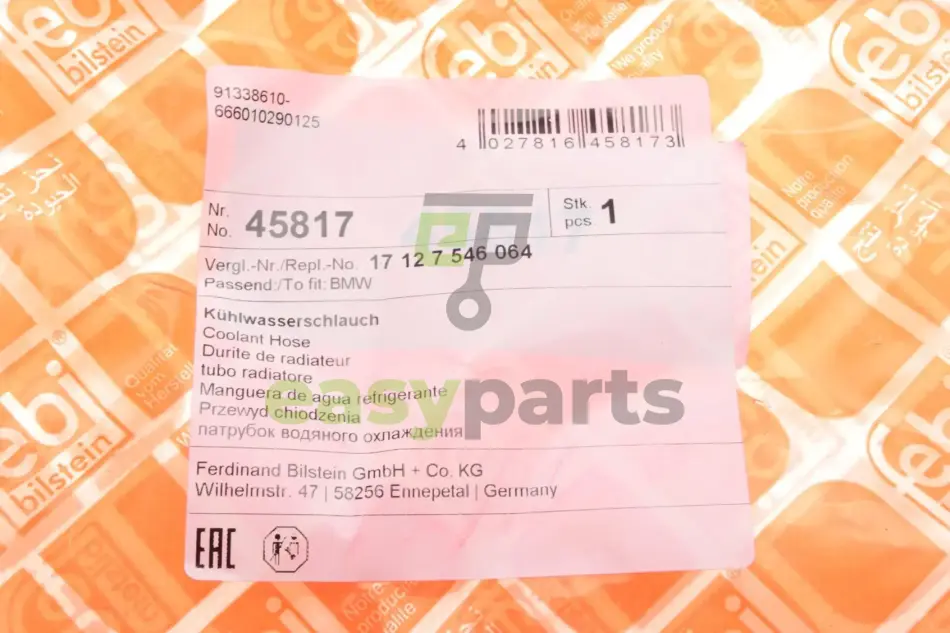 91338610-
666010290125
4 027816 458173
Nr.
No. 45817
Stk.
pcs. 1
Vergl.-Nr./Repl.-No. 17 12 7 546 064
Passend:/To fit: BMW
Kühlwasserschlauch
Coolant Hose
Durite de radiateur
tubo radiatore
Manguera de agua refrigerante
easyparts
Przewyd chiodzenia
патрубок водяного охлаждения
Ferdinand Bilstein GmbH + Co. KG
Wilhelmstr. 47 | 58256 Ennepetal | Germany
EAC
febi
bilstein